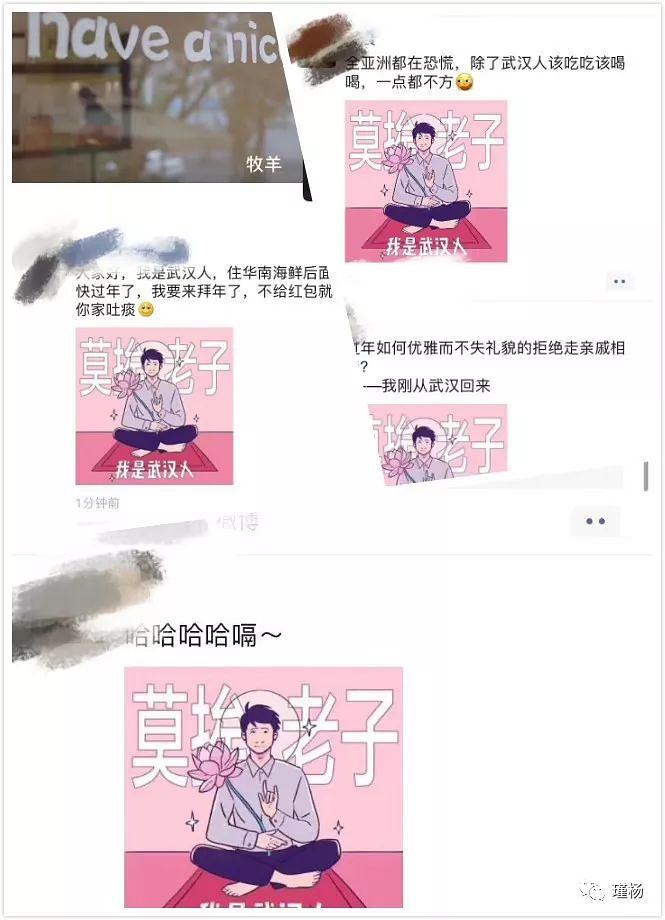 have a nic
牧羊
全亚洲都在恐慌，除了武汉人该吃吃该喝
喝，一点都不方
莫挨老子
我是武汉人
大家好，我是武汉人，住华南海鲜后面
快过年了，我要来拜年了，不给红包就
你家吐痰
莫挨老子
我是武汉人
1分钟前
微博
年如何优雅而不失礼貌的拒绝走亲戚相
？
——我刚从武汉回来
莫挨老子
哈哈哈哈嗝～
莫挨老子
我是武汉人
瑾杨